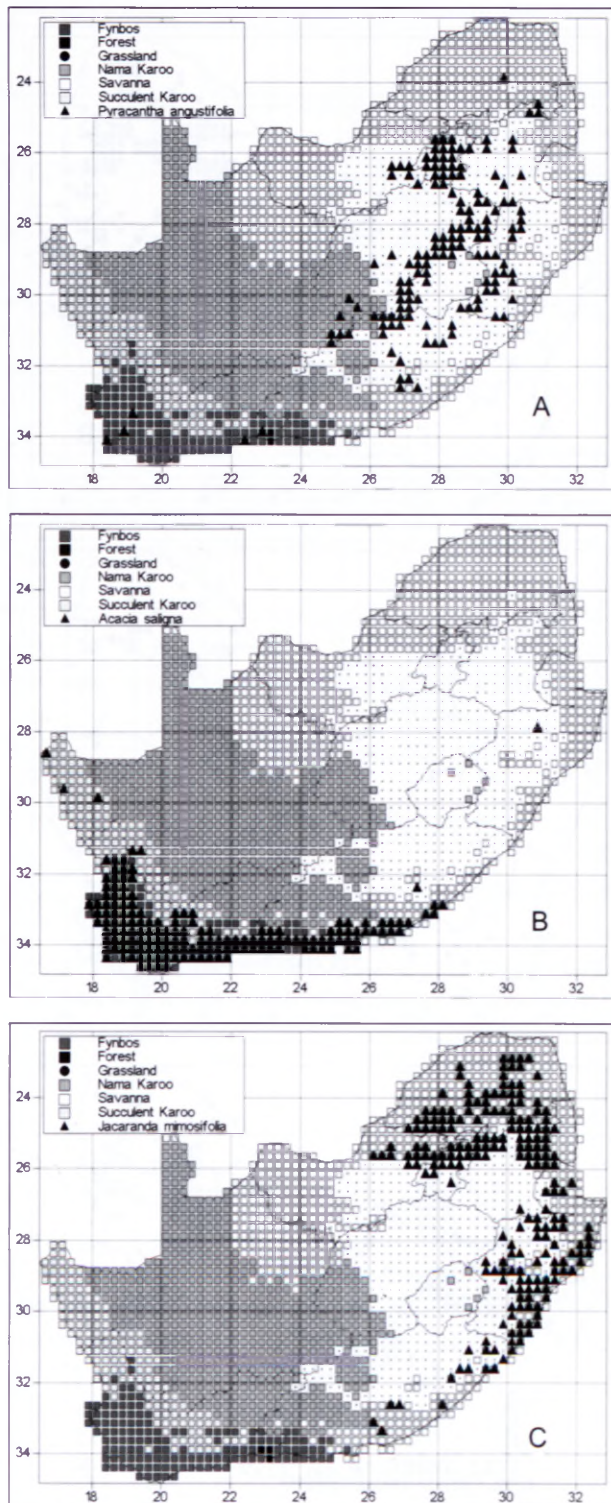 Fynbos
Forest
Grassland
Nama Karoo
Savanna
Succulent Karoo
Pyracantha angustifolia
24
26
28
30
32
34
A
18 20 22 24 26 28 30 32
Fynbos
Forest
Grassland
Nama Karoo
Savanna
Succulent Karoo
Acacia saligna
24
26
28
30
32
34
B
18 20 22 24 26 28 30 32
Fynbos
Forest
Grassland
Nama Karoo
Savanna
Succulent Karoo
Jacaranda mimosifolia
24
26
28
30
32
34
C
18 20 22 24 26 28 30 32